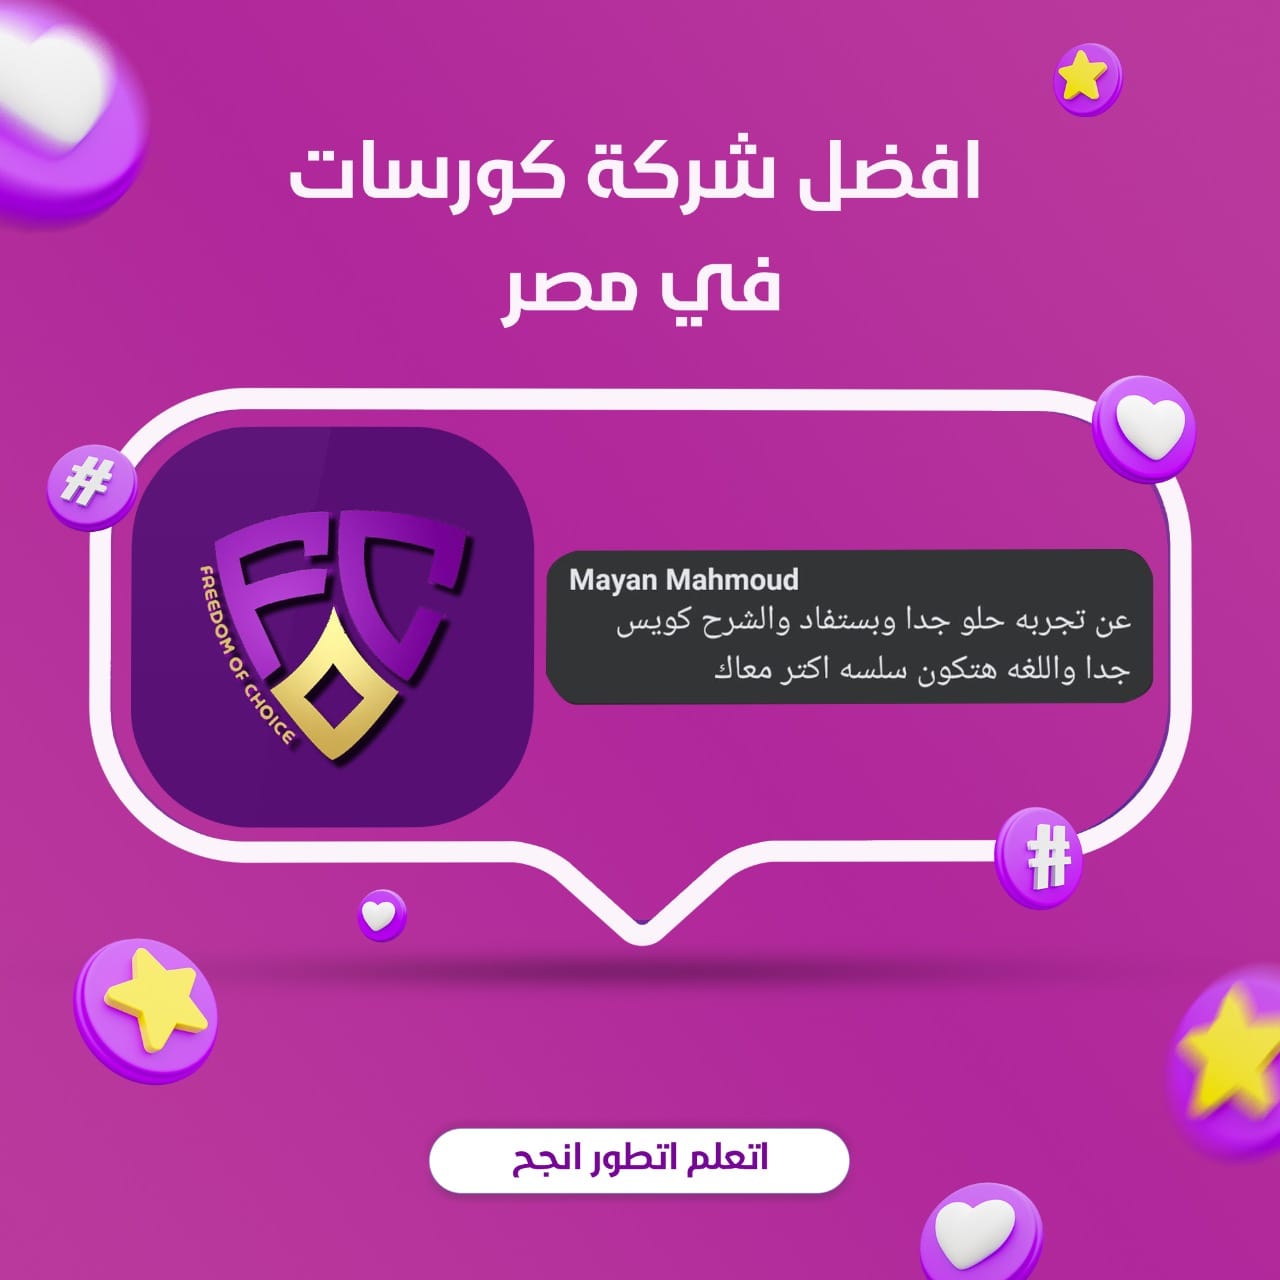 افضل شركة كورسات
في مصر
#
FC
FREEDOM OF CHOICE
Mayan Mahmoud
عن تجربه حلو جدا وبستفاد والشرح كويس
جدا واللغه هتكون سلسه اكتر معاك
#
اتعلم اتطور انجح